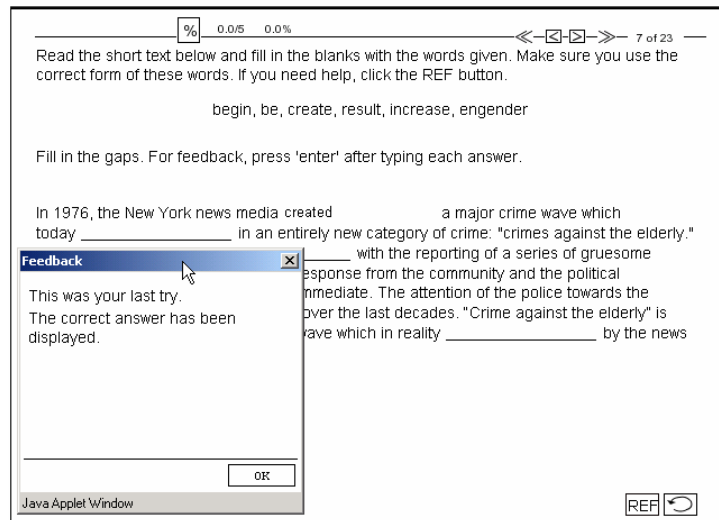 % 0.0/5 0.0% 7 of 23
Read the short text below and fill in the blanks with the words given. Make sure you use the
correct form of these words. If you need help, click the REF button.
begin, be, create, result, increase, engender
Fill in the gaps. For feedback, press 'enter' after typing each answer.
In 1976, the New York news media created a major crime wave which
today ____________ in an entirely new category of crime: "crimes against the elderly."
____ with the reporting of a series of gruesome
esponse from the community and the political
mmediate. The attention of the police towards the
over the last decades. "Crime against the elderly" is
ave which in reality ____________ by the news
Feedback
This was your last try.
The correct answer has been
displayed.
OK
Java Applet Window
REF